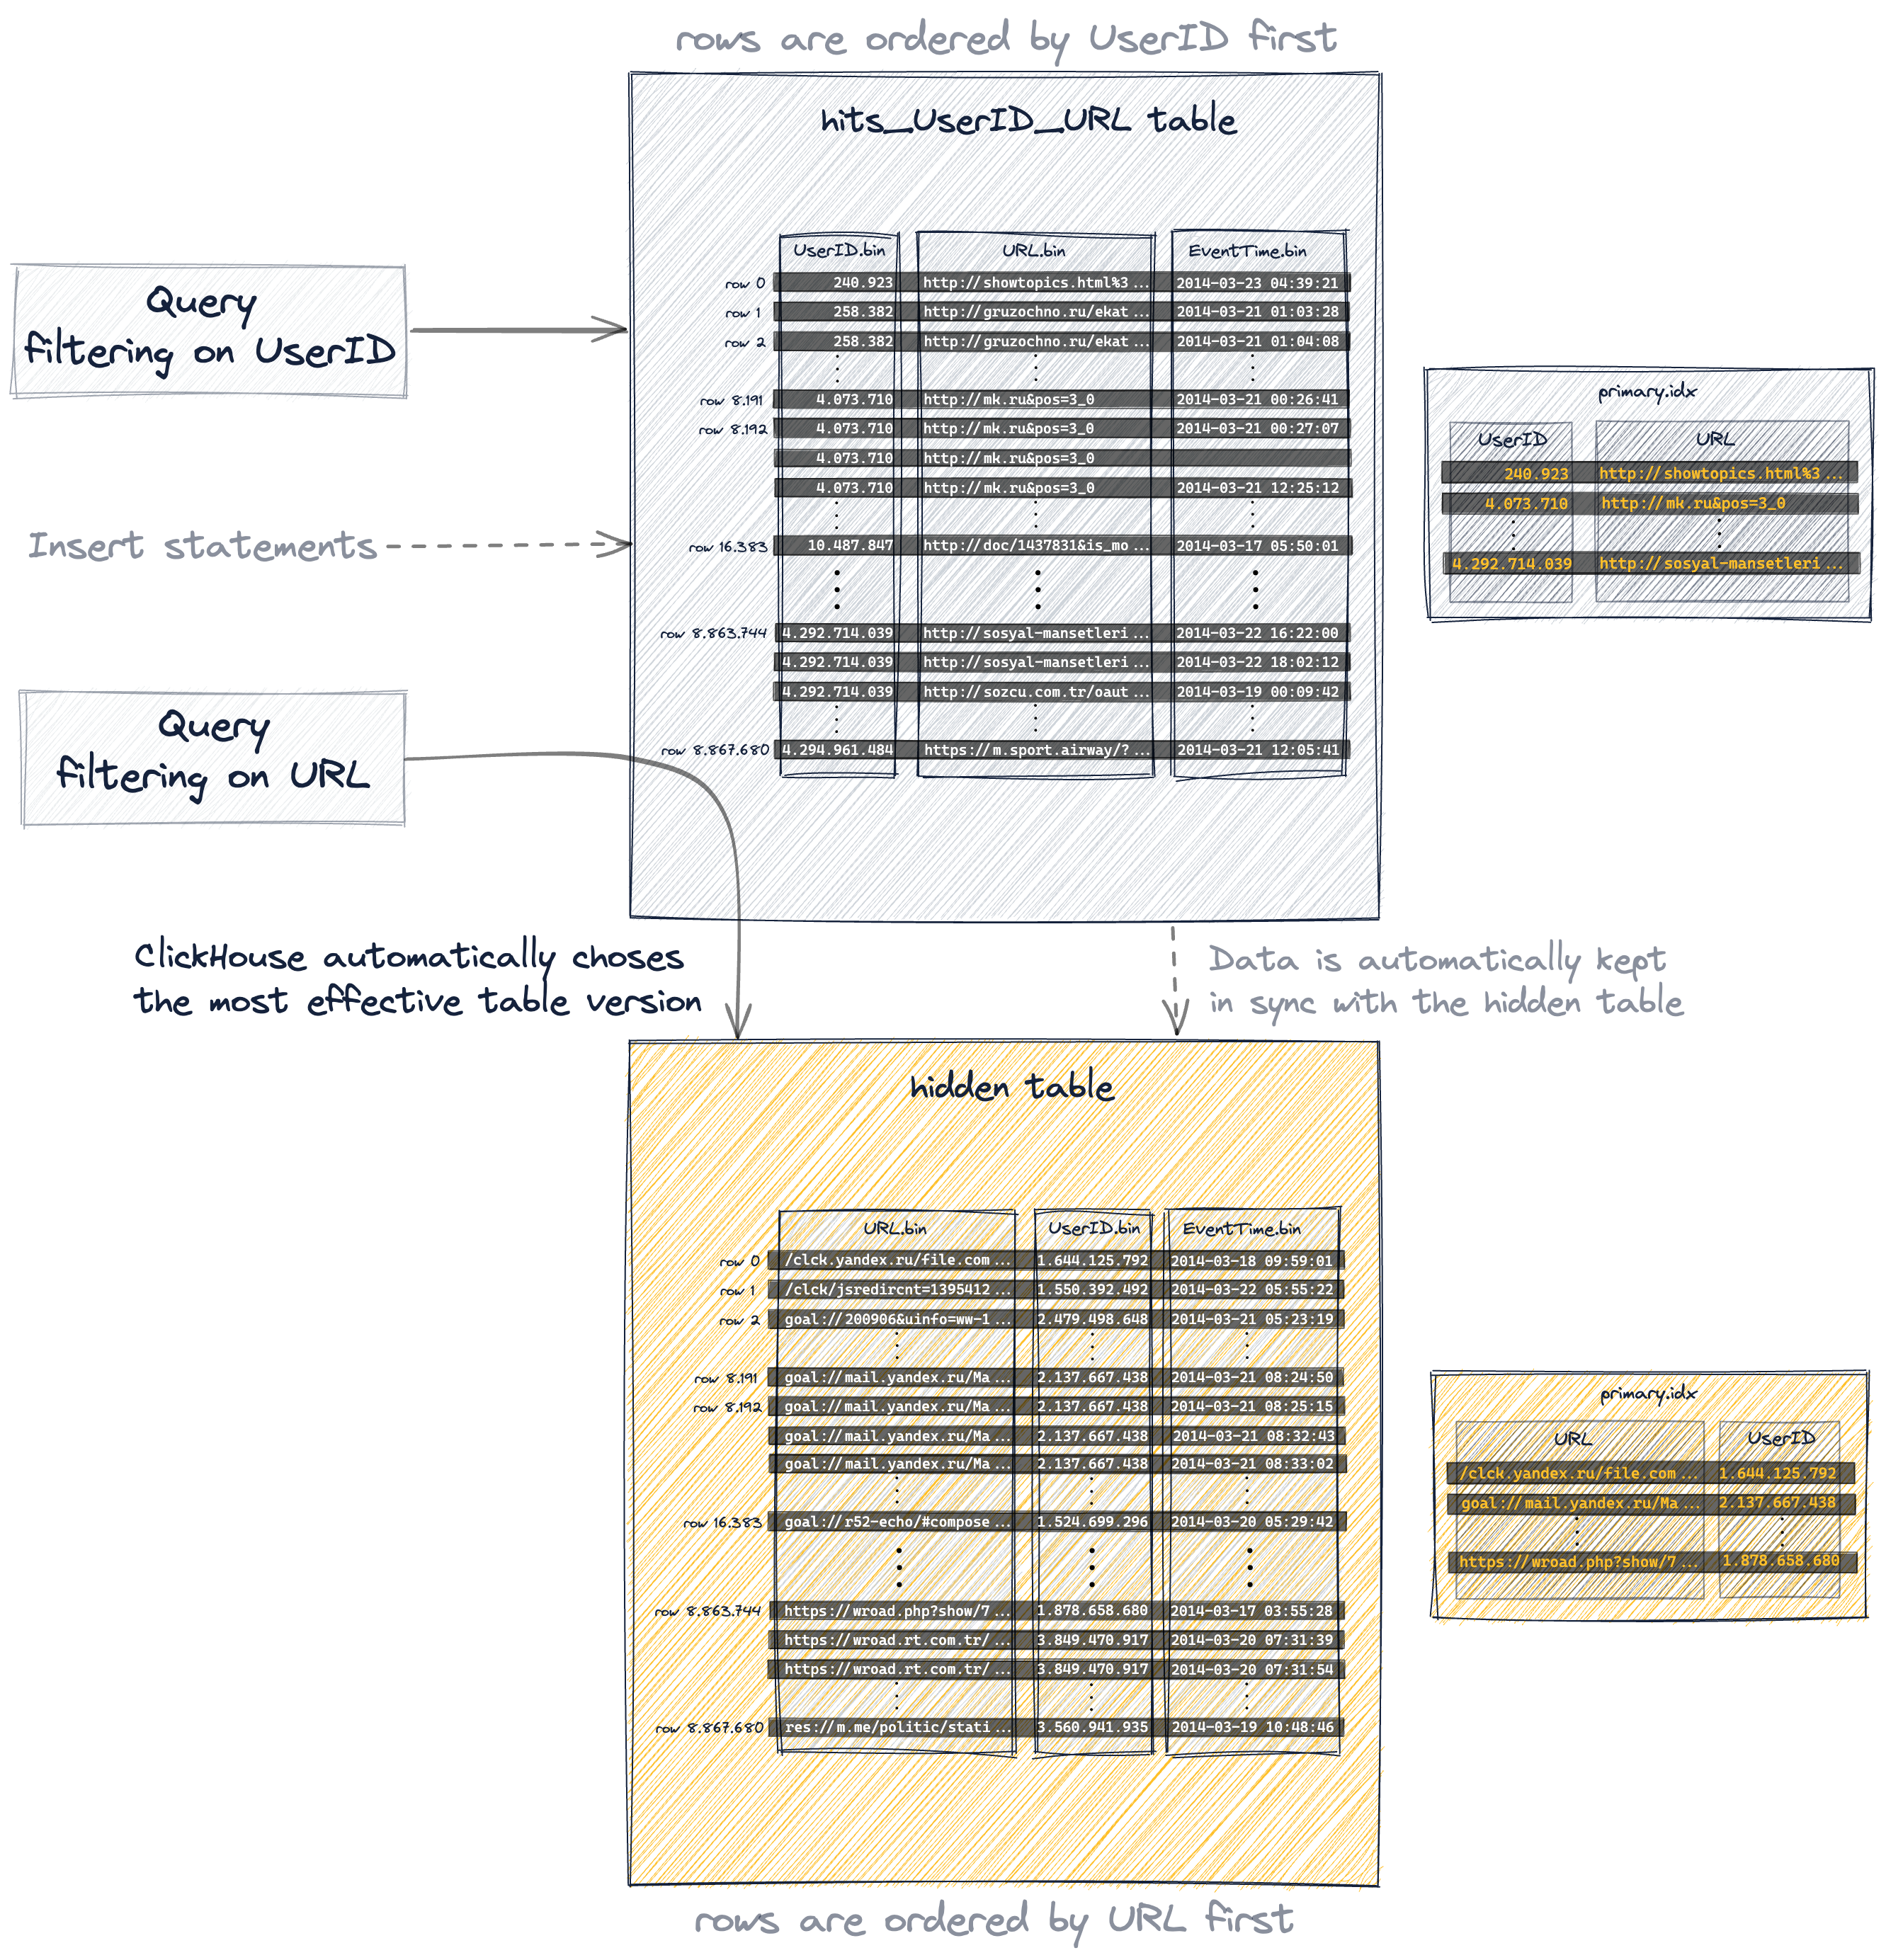 rows are ordered by UserID first
hits_UserID_URL table
UserID.bin URL.bin EventTime.bin
row 0 240.923 http://showtopics.html%3 ... 2014-03-23 04:39:21
row 1 258.382 http://gruzochno.ru/ekat ... 2014-03-21 01:03:28
row 2 258.382 http://gruzochno.ru/ekat ... 2014-03-21 01:04:08
row 8.191 4.073.710 http://mk.ru&pos=3_0 2014-03-21 00:26:41
row 8.192 4.073.710 http://mk.ru&pos=3_0 2014-03-21 00:27:07
4.073.710 http://mk.ru&pos=3_0
4.073.710 http://mk.ru&pos=3_0 2014-03-21 12:25:12
row 16.383 10.487.847 http://doc/1437831&is_mo ... 2014-03-17 05:50:01
row 8.863.744 4.292.714.039 http://sosyal-mansetleri ... 2014-03-22 16:22:00
4.292.714.039 http://sosyal-mansetleri ... 2014-03-22 18:02:12
4.292.714.039 http://sozcu.com.tr/oaut ... 2014-03-19 00:09:42
row 8.867.680 4.294.961.484 https://m.sport.airway/? ... 2014-03-21 12:05:41
Query
filtering on UserID
Insert statements
Query
filtering on URL
primary.idx
UserID URL
240.923 http://showtopics.html%3 ...
4.073.710 http://mk.ru&pos=3_0
4.292.714.039 http://sosyal-mansetleri ...
ClickHouse automatically choses
the most effective table version
Data is automatically kept
in sync with the hidden table
hidden table
URL.bin UserID.bin EventTime.bin
row 0 /clck.yandex.ru/file.com ... 1.644.125.792 2014-03-18 09:59:01
row 1 /clck/jsredircnt=1395412 ... 1.550.392.492 2014-03-22 05:55:22
row 2 goal://200906&uinfo=ww-1 ... 2.479.498.648 2014-03-21 05:23:19
row 8.191 goal://mail.yandex.ru/Ma ... 2.137.667.438 2014-03-21 08:24:50
row 8.192 goal://mail.yandex.ru/Ma ... 2.137.667.438 2014-03-21 08:25:15
goal://mail.yandex.ru/Ma ... 2.137.667.438 2014-03-21 08:32:43
goal://mail.yandex.ru/Ma ... 2.137.667.438 2014-03-21 08:33:02
row 16.383 goal://r52-echo/#compose ... 1.524.699.296 2014-03-20 05:29:42
row 8.863.744 https://wroad.php?show/7 ... 1.878.658.680 2014-03-17 03:55:28
https://wroad.rt.com.tr/ ... 3.849.470.917 2014-03-20 07:31:39
https://wroad.rt.com.tr/ ... 3.849.470.917 2014-03-20 07:31:54
row 8.867.680 res://m.me/politic/stati ... 3.560.941.935 2014-03-19 10:48:46
primary.idx
URL UserID
/clck.yandex.ru/file.com ... 1.644.125.792
goal://mail.yandex.ru/Ma ... 2.137.667.438
https://wroad.php?show/7 ... 1.878.658.680
rows are ordered by URL first